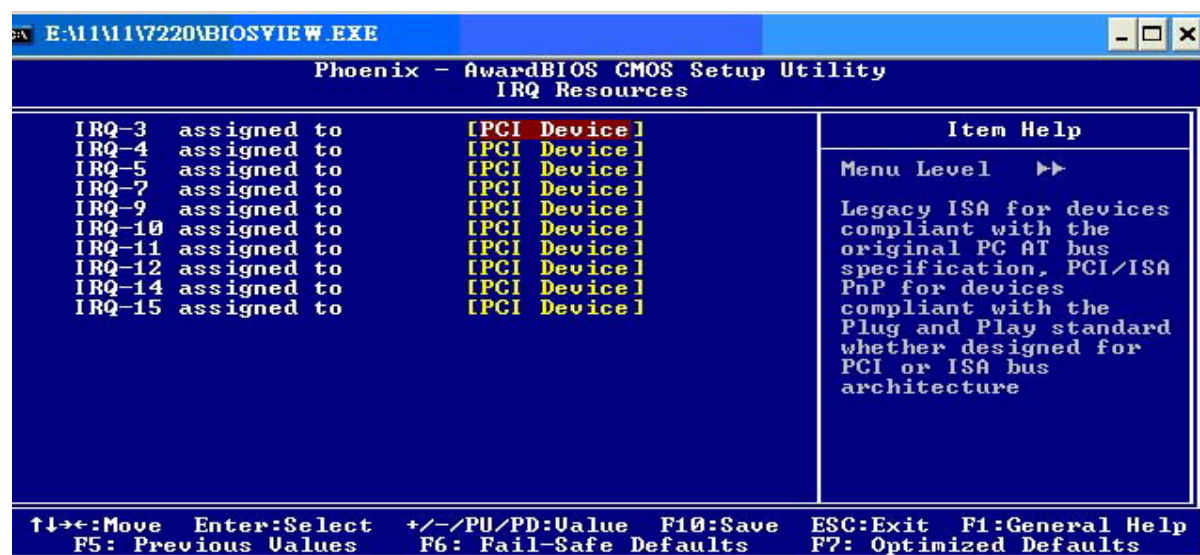 E:\11\11\7220\BIOSVIEW.EXE
Phoenix - AwardBIOS CMOS Setup Utility
IRQ Resources
IRQ-3 assigned to [PCI Device]
IRQ-4 assigned to [PCI Device]
IRQ-5 assigned to [PCI Device]
IRQ-7 assigned to [PCI Device]
IRQ-9 assigned to [PCI Device]
IRQ-10 assigned to [PCI Device]
IRQ-11 assigned to [PCI Device]
IRQ-12 assigned to [PCI Device]
IRQ-14 assigned to [PCI Device]
IRQ-15 assigned to [PCI Device]
Item Help
Menu Level ►►
Legacy ISA for devices
compliant with the
original PC AT bus
specification, PCI/ISA
PnP for devices
compliant with the
Plug and Play standard
whether designed for
PCI or ISA bus
architecture
↑↓→←:Move Enter:Select +/-/PU/PD:Value F10:Save ESC:Exit F1:General Help
F5: Previous Values F6: Fail-Safe Defaults F7: Optimized Defaults